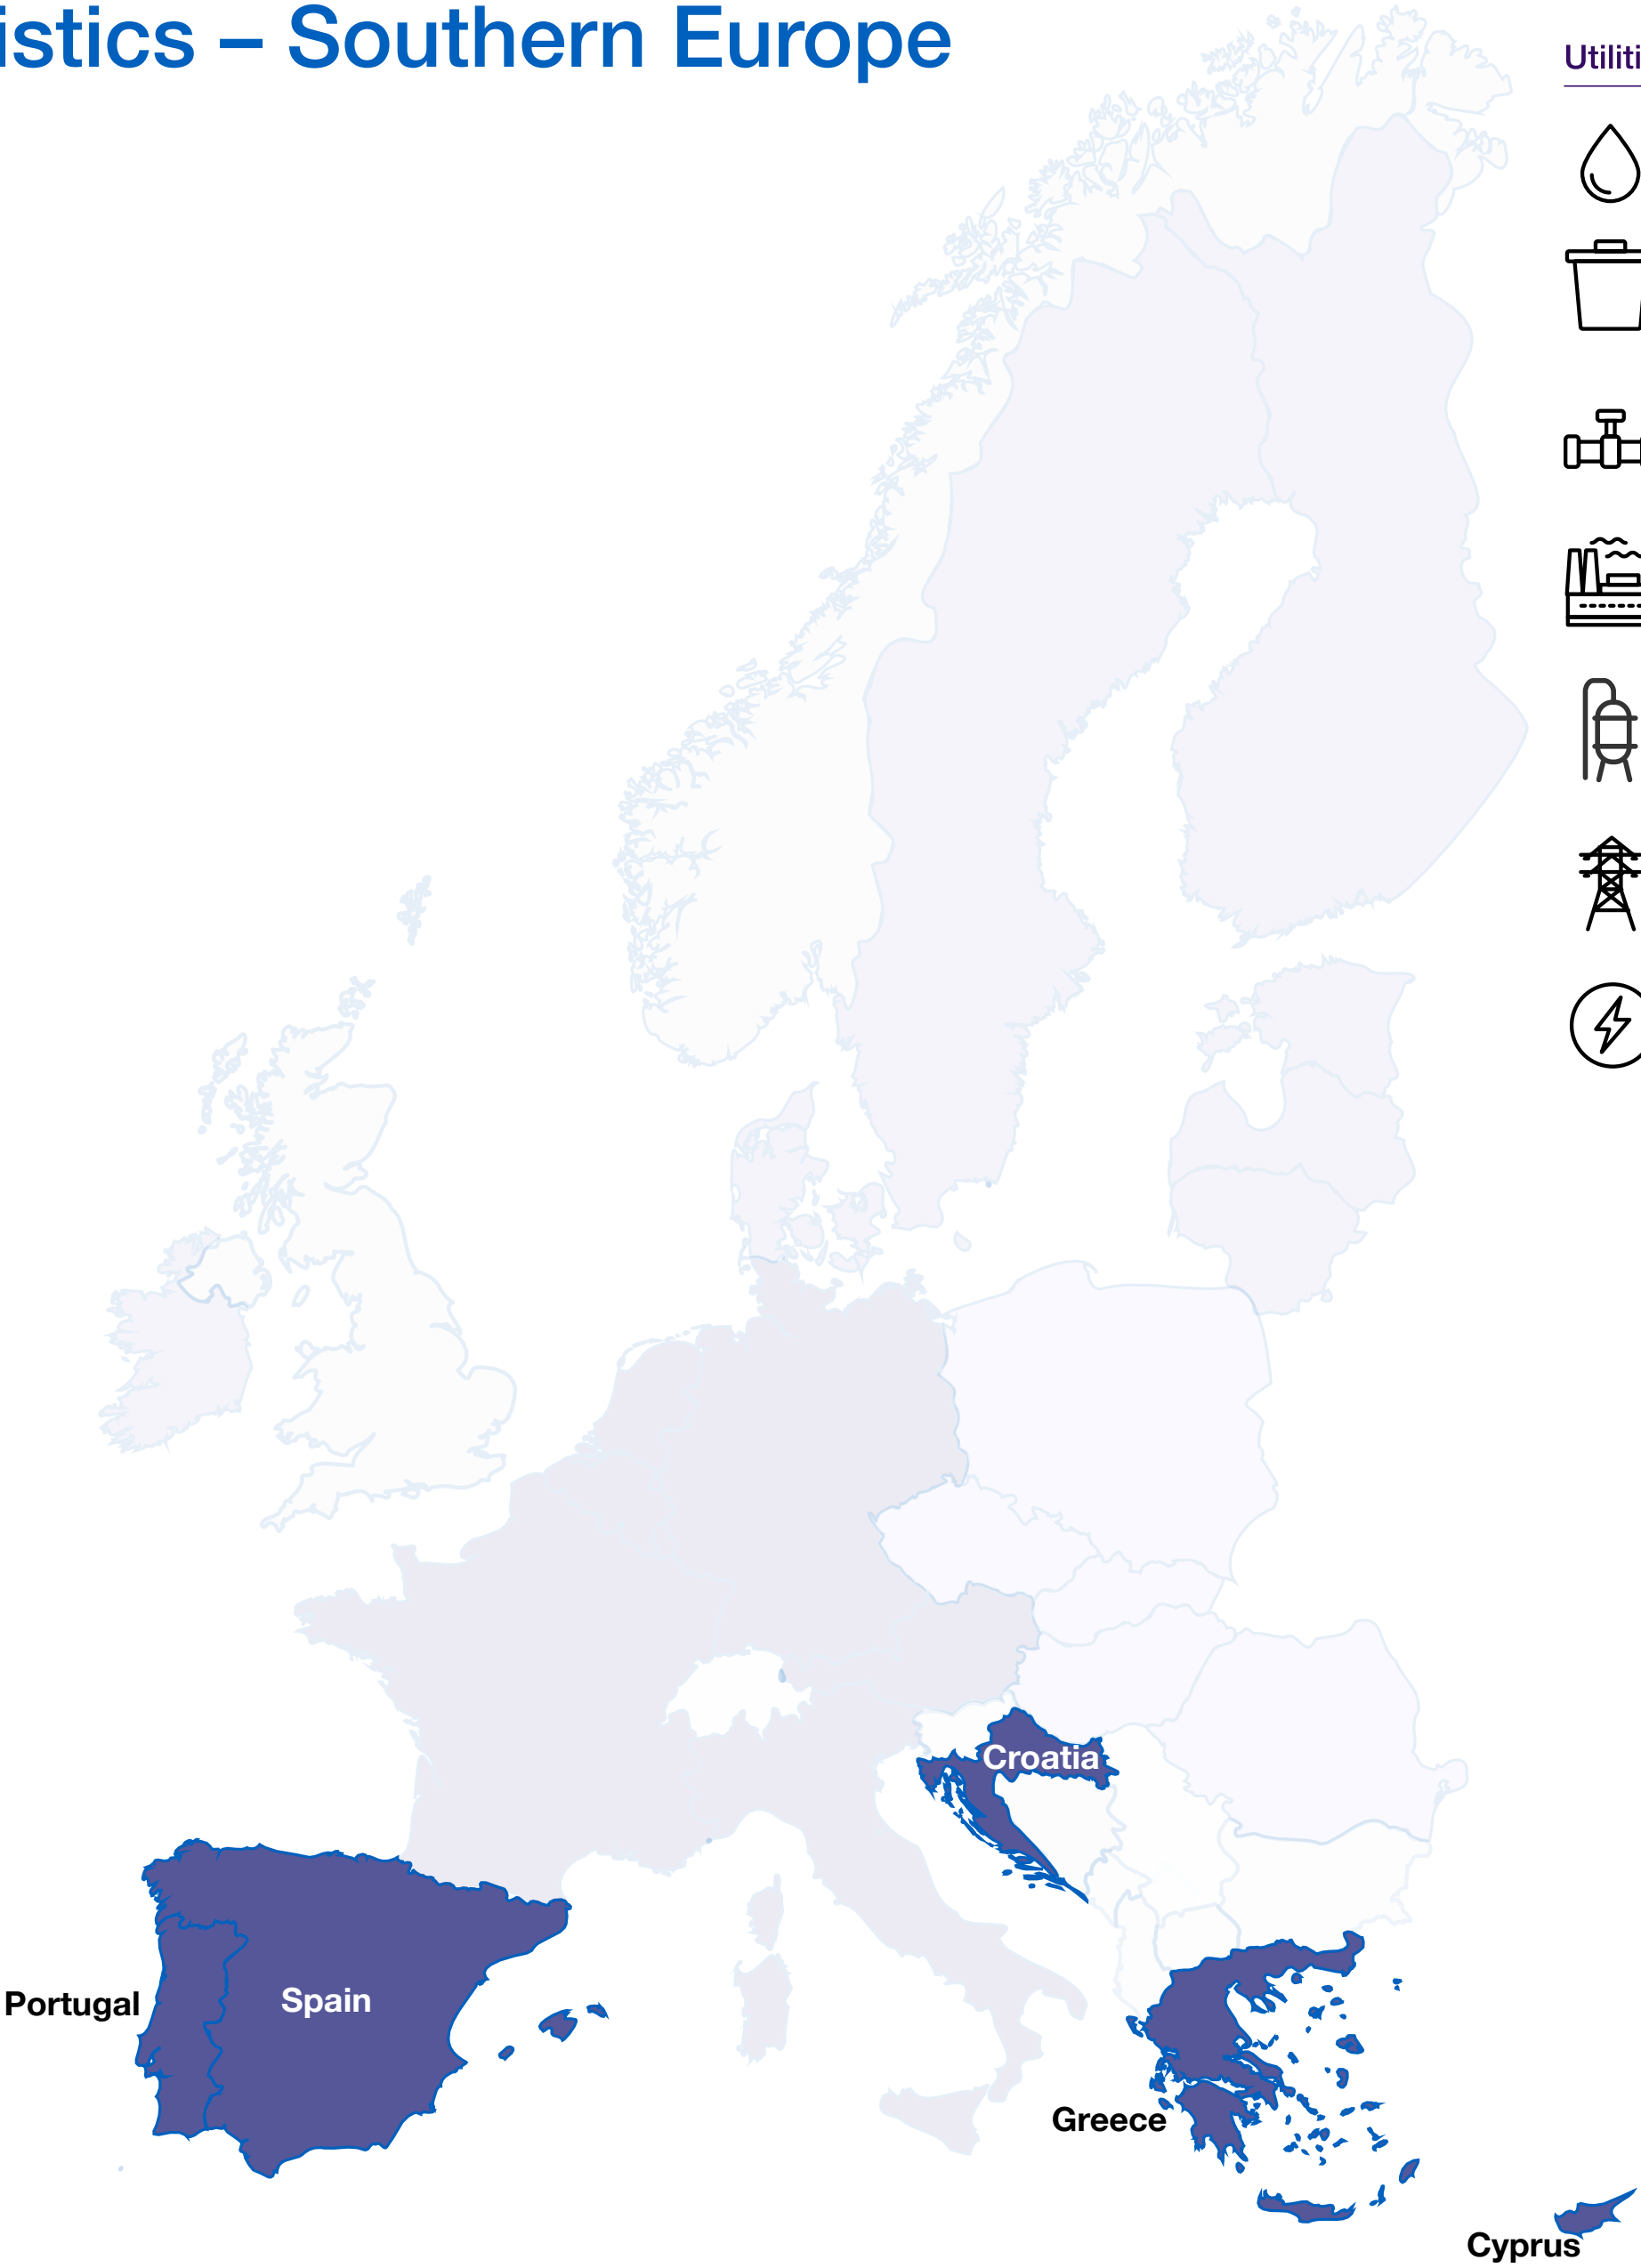 istics – Southern Europe
Utiliti
Croatia
Portugal
Spain
Greece
Cyprus